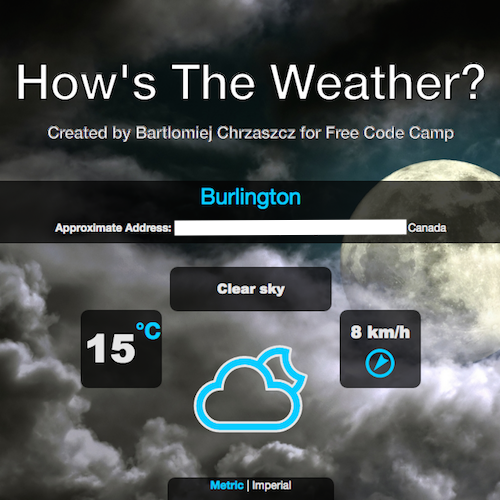 How's The Weather?
Created by Bartlomiej Chrzaszcz for Free Code Camp
Burlington
Approximate Address: Canada
Clear sky
15 °C
8 km/h
Metric | Imperial